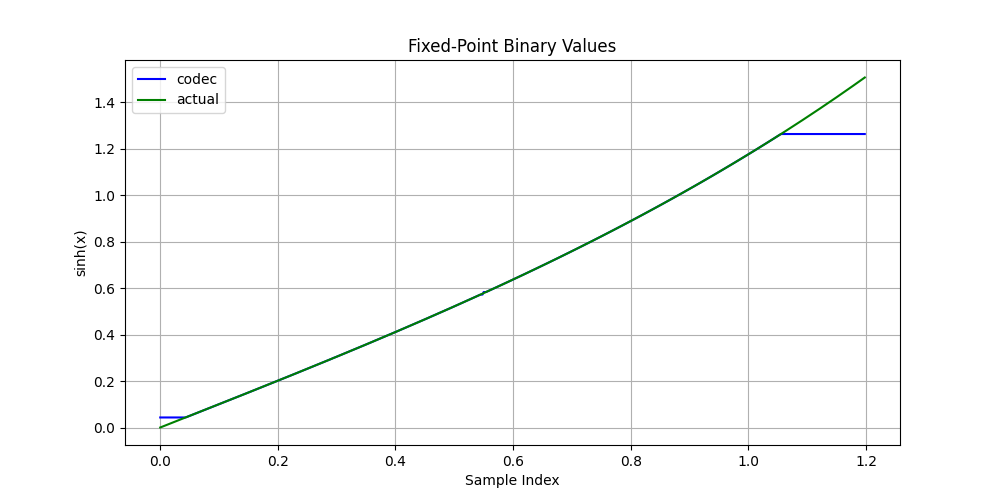 Fixed-Point Binary Values
codec
actual
sinh(x)
1.4
1.2
1.0
0.8
0.6
0.4
0.2
0.0
0.0 0.2 0.4 0.6 0.8 1.0 1.2
Sample Index